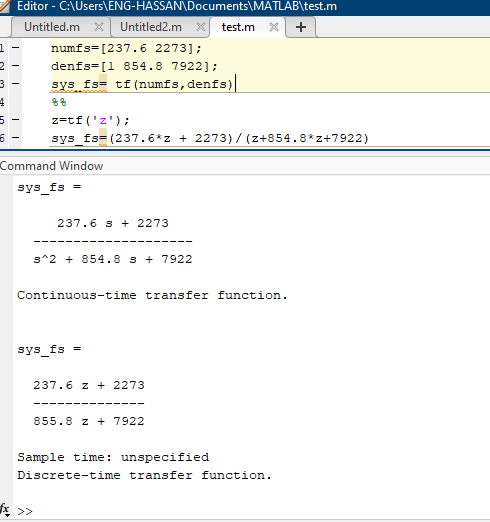 Editor - C:\Users\ENG-HASSAN\Documents\MATLAB\test.m
Untitled.m × Untitled2.m × test.m × +
1 - numfs=[237.6 2273];
2 - denfs=[1 854.8 7922];
3 - sys_fs= tf(numfs,denfs)
4 %%
5 - z=tf('z');
6 - sys_fs=(237.6*z + 2273)/(z+854.8*z+7922)
Command Window
sys_fs =
237.6 s + 2273
--------------------
s^2 + 854.8 s + 7922
Continuous-time transfer function.
sys_fs =
237.6 z + 2273
--------------
855.8 z + 7922
Sample time: unspecified
Discrete-time transfer function.
fx >>